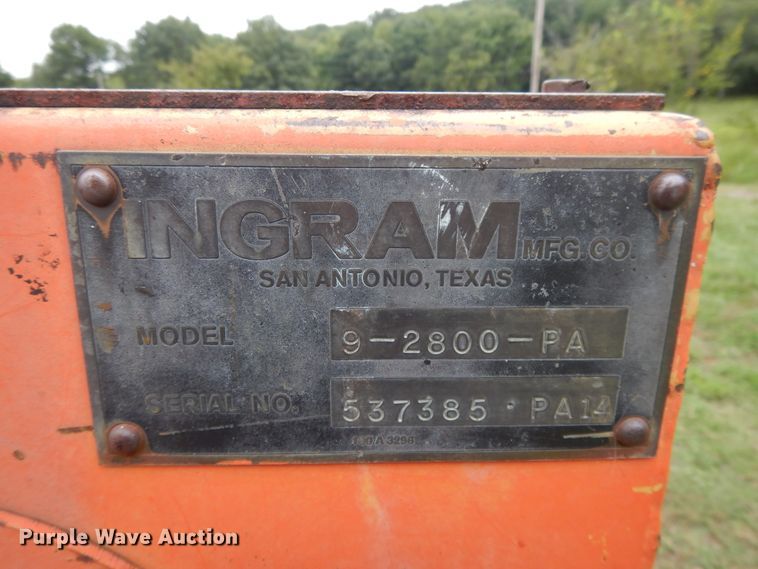 INGRAM MFG. CO.
SAN ANTONIO, TEXAS
MODEL 9-2800-PA
SERIAL NO. 537385 · PA14
Purple Wave Auction